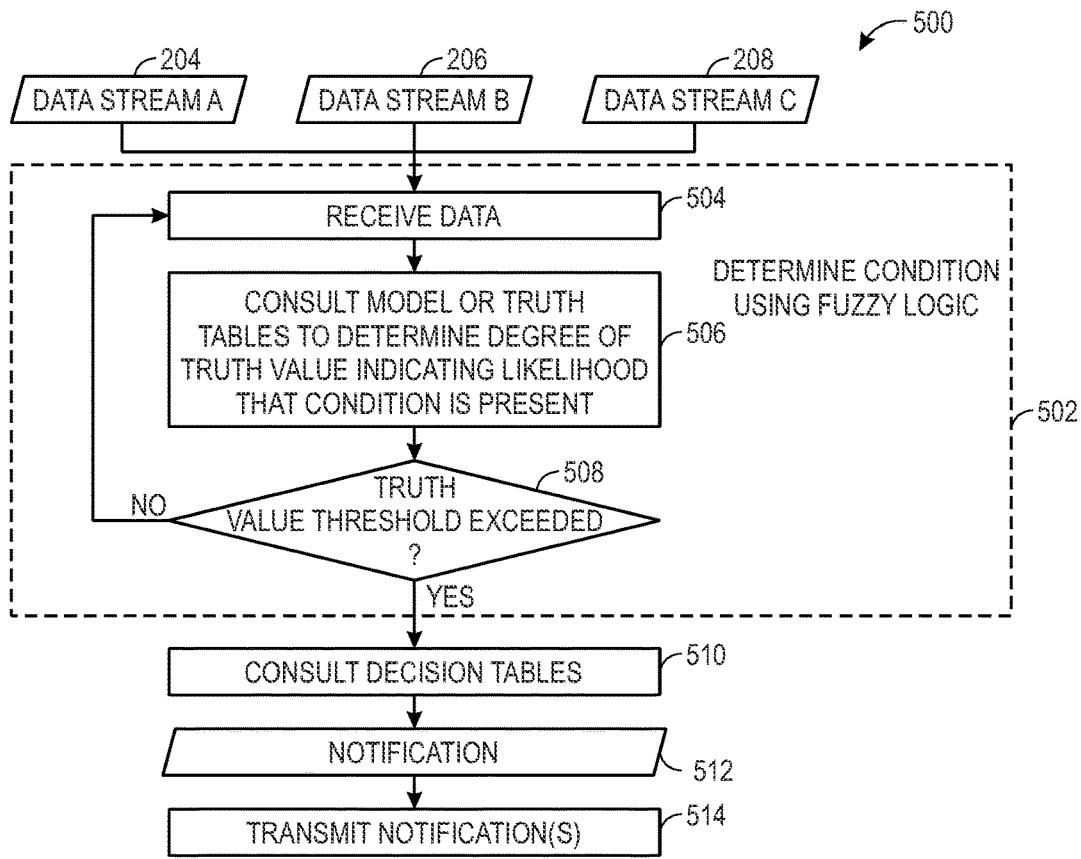 500
204
206
208
DATA STREAM A
DATA STREAM B
DATA STREAM C
RECEIVE DATA
504
DETERMINE CONDITION
USING FUZZY LOGIC
CONSULT MODEL OR TRUTH
TABLES TO DETERMINE DEGREE OF
TRUTH VALUE INDICATING LIKELIHOOD
THAT CONDITION IS PRESENT
506
502
508
TRUTH
VALUE THRESHOLD EXCEEDED
?
NO
YES
CONSULT DECISION TABLES
510
NOTIFICATION
512
TRANSMIT NOTIFICATION(S)
514